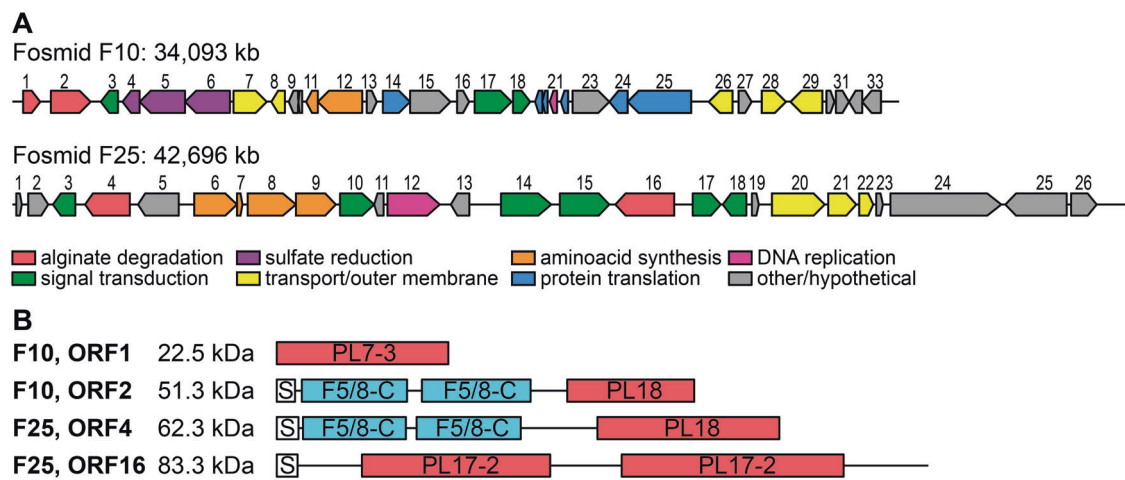 A
Fosmid F10: 34,093 kb
1 2 3 4 5 6 7 8 9 11 12 13 14 15 16 17 18 21 23 24 25 26 27 28 29 31 33
Fosmid F25: 42,696 kb
1 2 3 4 5 6 7 8 9 10 11 12 13 14 15 16 17 18 19 20 21 22 23 24 25 26
alginate degradation sulfate reduction aminoacid synthesis DNA replication
signal transduction transport/outer membrane protein translation other/hypothetical
B
F10, ORF1 22.5 kDa PL7-3
F10, ORF2 51.3 kDa S F5/8-C F5/8-C PL18
F25, ORF4 62.3 kDa S F5/8-C F5/8-C PL18
F25, ORF16 83.3 kDa S PL17-2 PL17-2